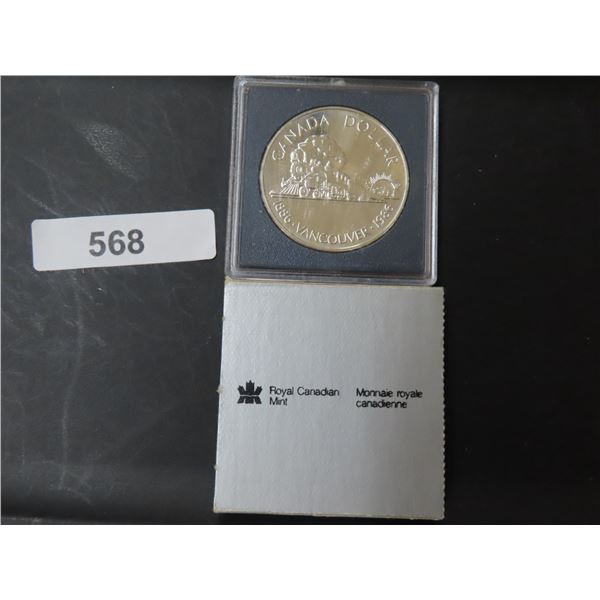 568
CANADA DOLLAR
1886·VANCOUVER·1986
Royal Canadian
Mint
Monnaie royale
canadienne